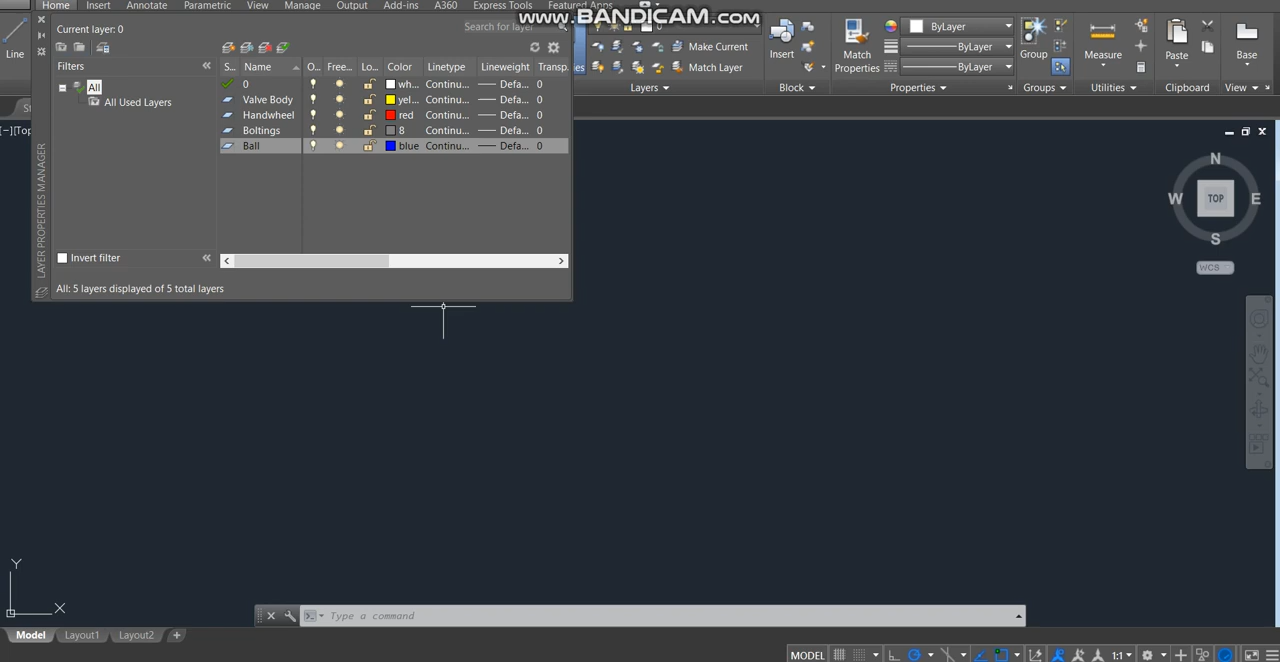 Home Insert Annotate Parametric View Manage Output Add-ins A360 Express Tools Featured Apps
www.BANDICAM.com
Current layer: 0
Search for layer
Line
Make Current
Match Layer
Layers
Insert
Block
Match Properties
ByLayer
ByLayer
ByLayer
Properties
Group
Groups
Measure
Utilities
Paste
Clipboard
Base
View
Filters
All
All Used Layers
Invert filter
S.. Name O.. Free... Lo... Color Linetype Lineweight Transp.
0 wh... Continu... Defa... 0
Valve Body yel... Continu... Defa... 0
Handwheel red Continu... Defa... 0
Boltings 8 Continu... Defa... 0
Ball blue Continu... Defa... 0
All: 5 layers displayed of 5 total layers
LAYER PROPERTIES MANAGER
[−][Top
N
W TOP E
S
WCS
Y
X
Type a command
Model Layout1 Layout2 +
MODEL 1:1